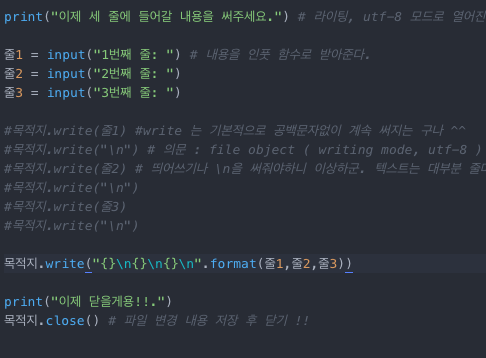 print("이제 세 줄에 들어갈 내용을 써주세요.") # 라이팅, utf-8 모드로 열어진
줄1 = input("1번째 줄: ") # 내용을 인풋 함수로 받아준다.
줄2 = input("2번째 줄: ")
줄3 = input("3번째 줄: ")
#목적지.write(줄1) #write 는 기본적으로 공백문자없이 계속 써지는 구나 ^^
#목적지.write("\n") # 의문 : file object ( writing mode, utf-8 )
#목적지.write(줄2) # 띄어쓰기나 \n을 써줘야하니 이상하군. 텍스트는 대부분 줄
#목적지.write("\n")
#목적지.write(줄3)
#목적지.write("\n")
목적지.write("{}\n{}\n{}\n".format(줄1,줄2,줄3))
print("이제 닫을게용!!.")
목적지.close() # 파일 변경 내용 저장 후 닫기 !!